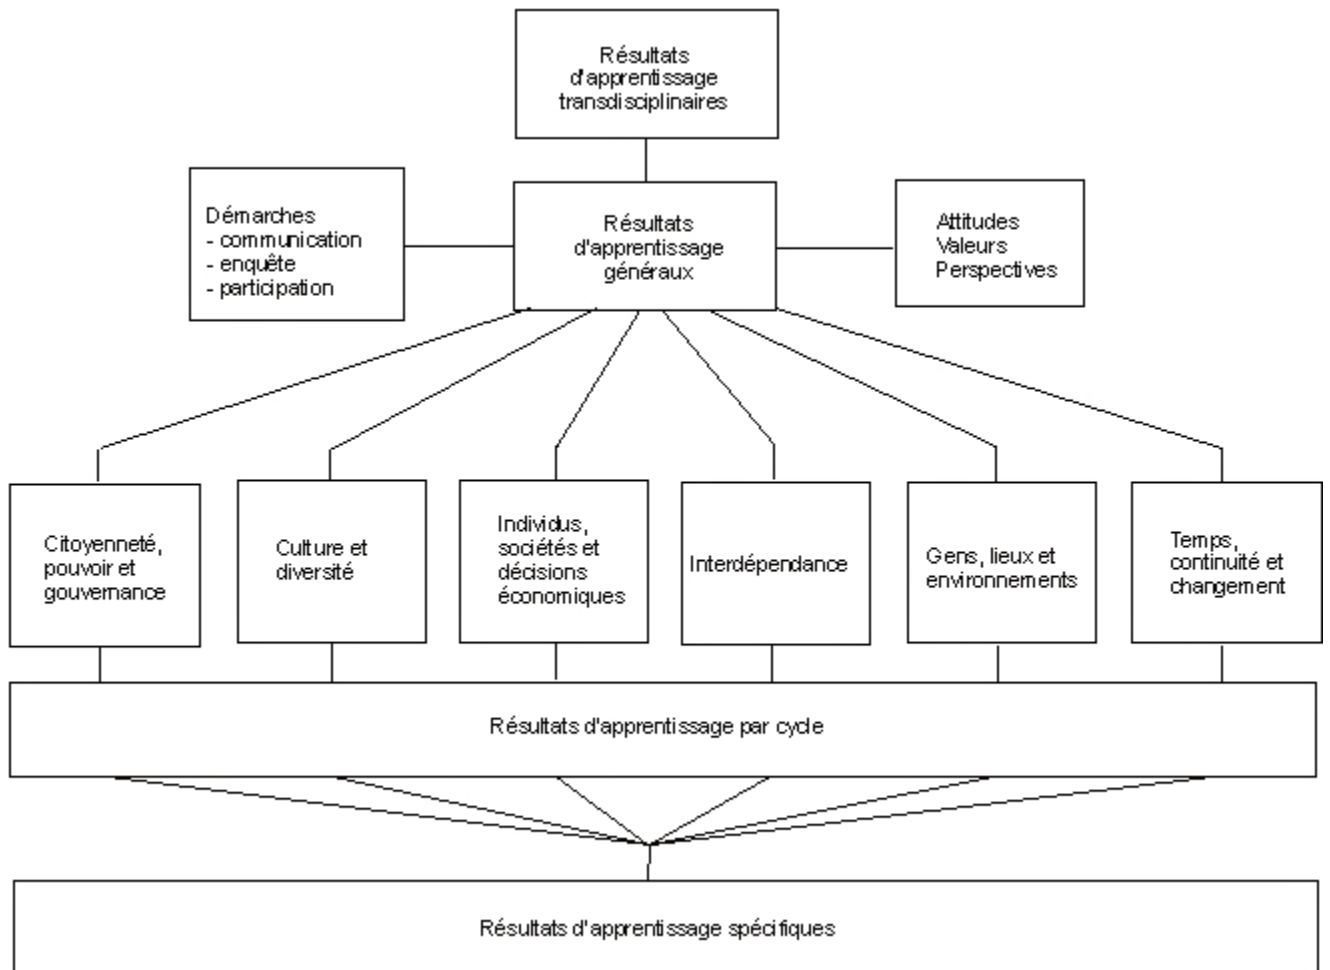 Résultats
d'apprentissage
transdisciplinaires
Démarches
- communication
- enquête
- participation
Résultats
d'apprentissage
généraux
Attitudes
Valeurs
Perspectives
Citoyenneté,
pouvoir et
gouvernance
Culture et
diversité
Individus,
sociétés et
décisions
économiques
Interdépendance
Gens, lieux et
environnements
Temps,
continuité et
changement
Résultats d'apprentissage par cycle
Résultats d'apprentissage spécifiques